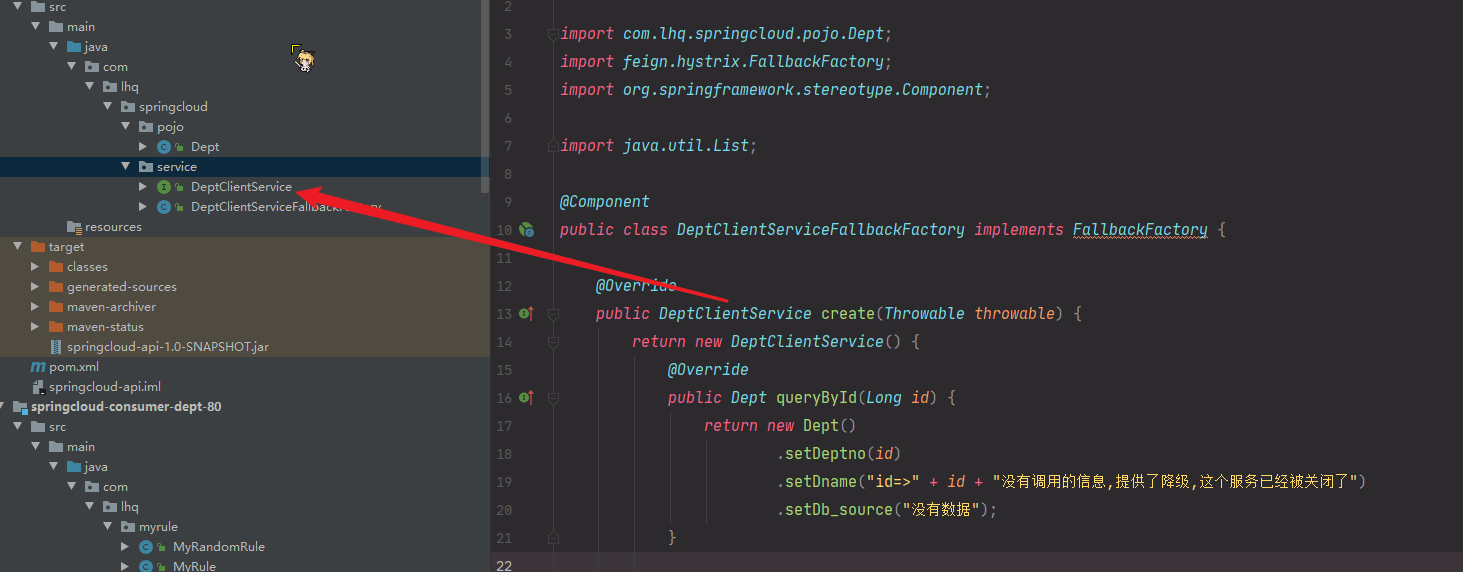 src
main
java
com
lhq
springcloud
pojo
Dept
service
DeptClientService
DeptClientServiceFallbackFactory
resources
target
classes
generated-sources
maven-archiver
maven-status
springcloud-api-1.0-SNAPSHOT.jar
pom.xml
springcloud-api.iml
springcloud-consumer-dept-80
src
main
java
com
lhq
myrule
MyRandomRule
MyRule
2
3 import com.lhq.springcloud.pojo.Dept;
4 import feign.hystrix.FallbackFactory;
5 import org.springframework.stereotype.Component;
6
7 import java.util.List;
8
9 @Component
10 public class DeptClientServiceFallbackFactory implements FallbackFactory {
11
12 @Override
13 public DeptClientService create(Throwable throwable) {
14 return new DeptClientService() {
15 @Override
16 public Dept queryById(Long id) {
17 return new Dept()
18 .setDeptno(id)
19 .setDname("id=>" + id + "没有调用的信息,提供了降级,这个服务已经被关闭了")
20 .setDb_source("没有数据");
21 }
22